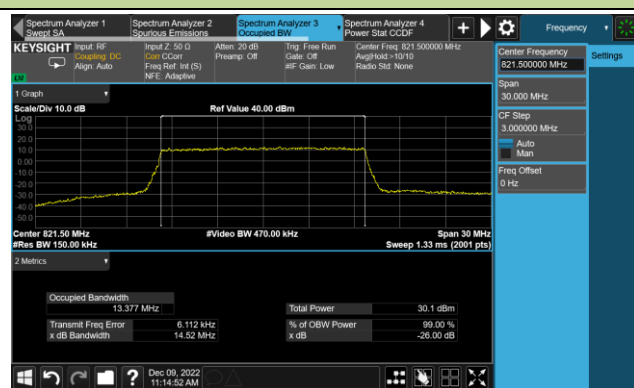 Spectrum Analyzer 1
Swept SA
Spectrum Analyzer 2
Spurious Emissions
Spectrum Analyzer 3
Occupied BW
Spectrum Analyzer 4
Power Stat CCDF
+
Frequency
KEYSIGHT
LM
Input: RF
Coupling: DC
Align: Auto
Input Z: 50 Ω
Corr CCorr
Freq Ref: Int (S)
NFE: Adaptive
Atten: 20 dB
Preamp: Off
Trig: Free Run
Gate: Off
#IF Gain: Low
Center Freq: 821.500000 MHz
Avg|Hold:>10/10
Radio Std: None
Center Frequency
821.500000 MHz
Settings
Span
30.000 MHz
CF Step
3.000000 MHz
Auto
Man
Freq Offset
0 Hz
1 Graph
Scale/Div 10.0 dB
Ref Value 40.00 dBm
Log
30.0
20.0
10.0
0.00
-10.0
-20.0
-30.0
-40.0
-50.0
Center 821.50 MHz
#Video BW 470.00 kHz
Span 30 MHz
#Res BW 150.00 kHz
Sweep 1.33 ms (2001 pts)
2 Metrics
Occupied Bandwidth
13.377 MHz
Total Power 30.1 dBm
Transmit Freq Error 6.112 kHz
% of OBW Power 99.00 %
x dB Bandwidth 14.52 MHz
x dB -26.00 dB
?
Dec 09, 2022
11:14:52 AM